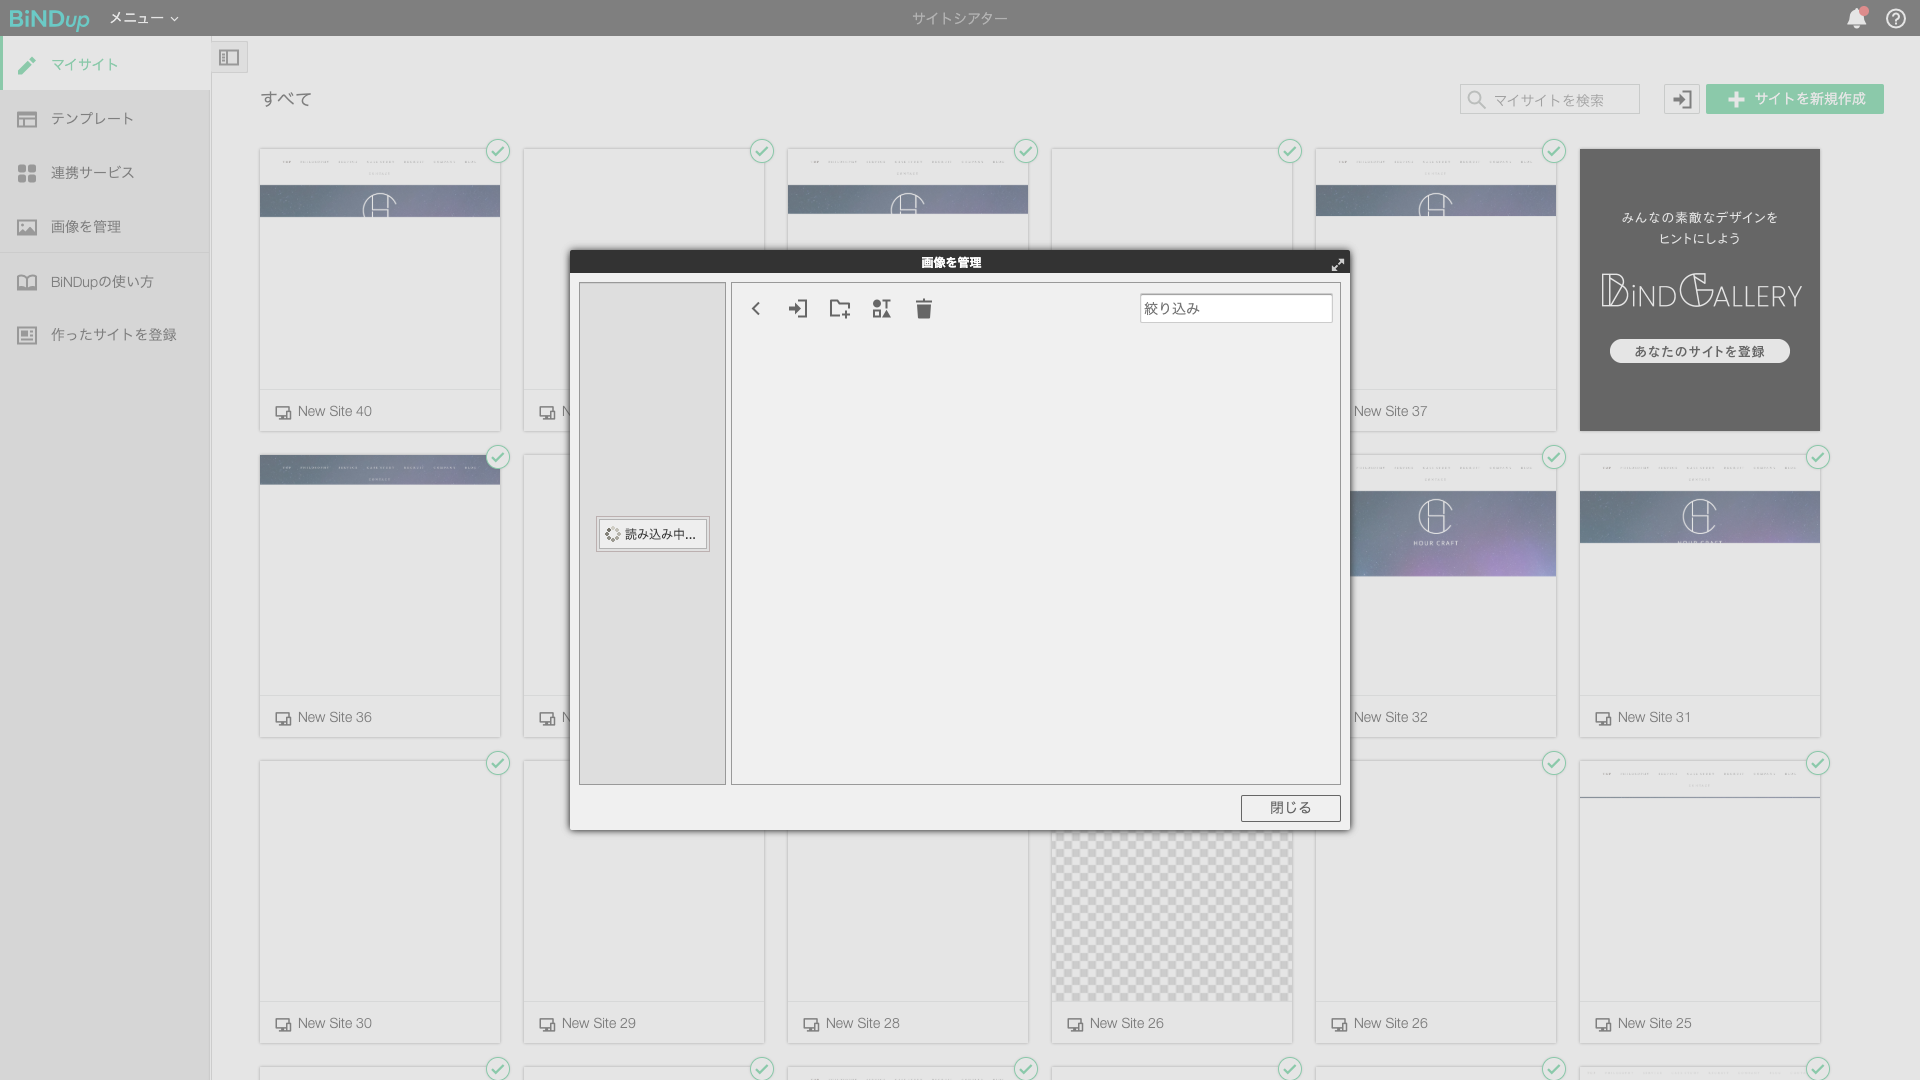 BiNDup
メニュー
サイトシアター
マイサイト
テンプレート
連携サービス
画像を管理
BiNDupの使い方
作ったサイトを登録
すべて
マイサイトを検索
サイトを新規作成
みんなの素敵なデザインを
ヒントにしよう
BiNDGALLERY
あなたのサイトを登録
New Site 40
New Site 37
画像を管理
絞り込み
読み込み中...
閉じる
HOUR CRAFT
HOUR CRAFT
New Site 36
New Site 32
New Site 31
New Site 30
New Site 29
New Site 28
New Site 26
New Site 26
New Site 25